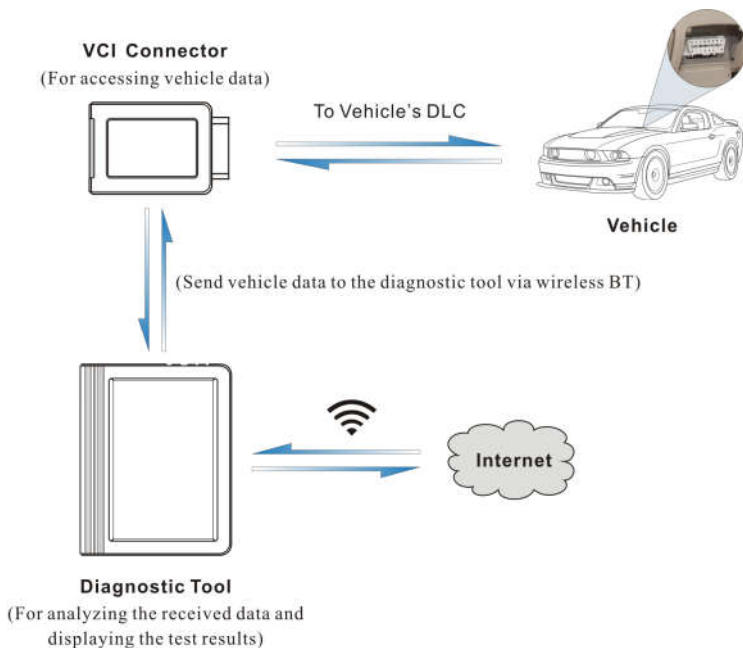 VCI Connector
(For accessing vehicle data)
To Vehicle's DLC
Vehicle
(Send vehicle data to the diagnostic tool via wireless BT)
Internet
Diagnostic Tool
(For analyzing the received data and
displaying the test results)